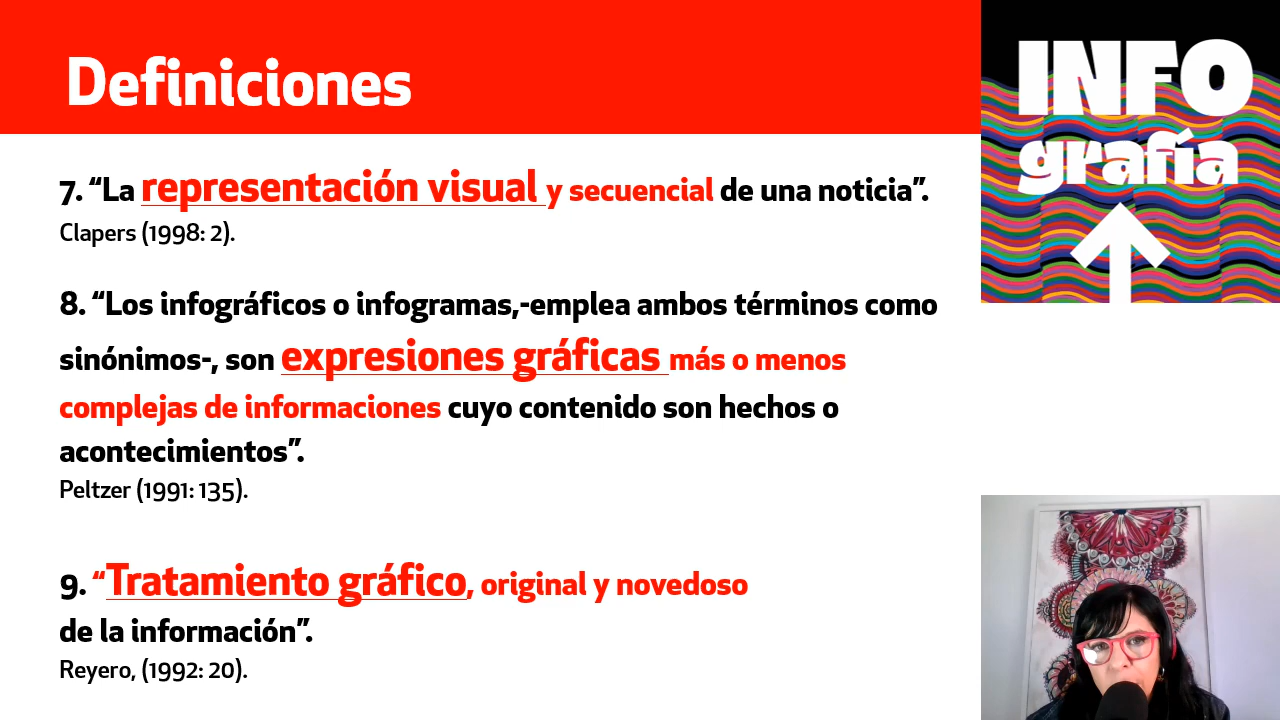 Definiciones
INFO
grafía
7. “La representación visual y secuencial de una noticia”.
Clapers (1998: 2).
8. “Los infográficos o infogramas,-emplea ambos términos como
sinónimos-, son expresiones gráficas más o menos
complejas de informaciones cuyo contenido son hechos o
acontecimientos”.
Peltzer (1991: 135).
9. “Tratamiento gráfico, original y novedoso
de la información”.
Reyero, (1992: 20).